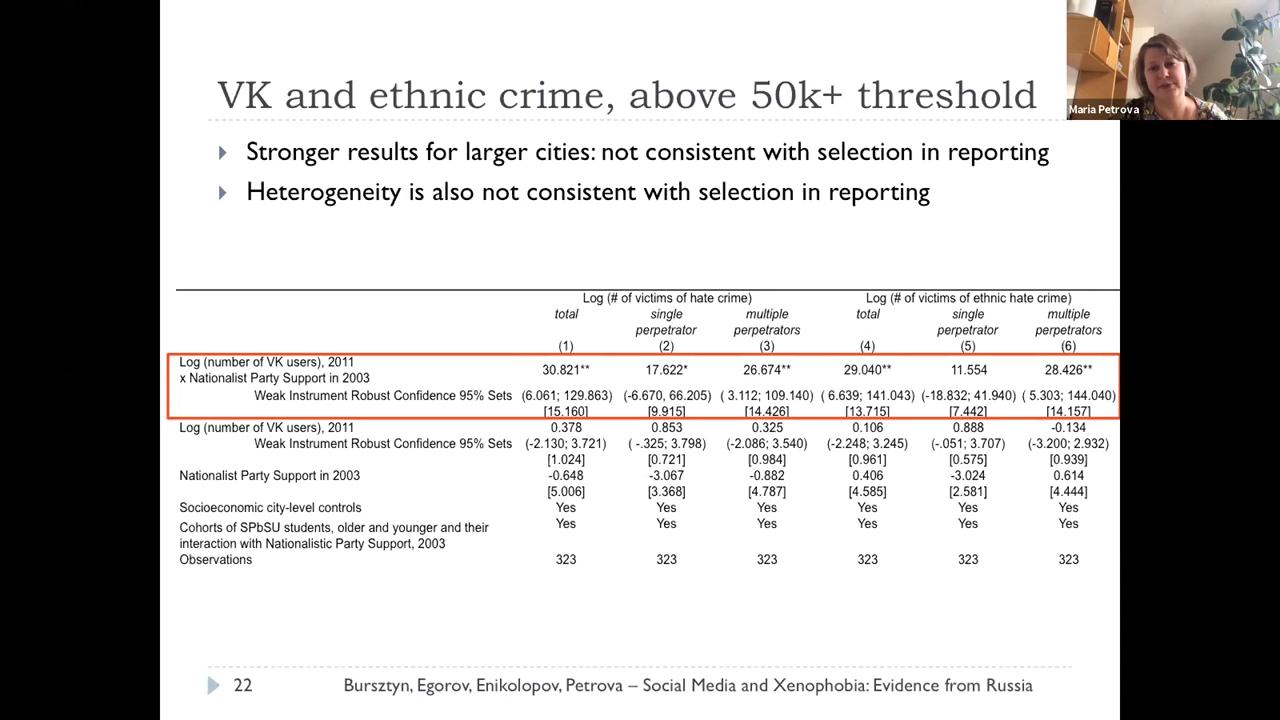 VK and ethnic crime, above 50k+ threshold
Maria Petrova
Stronger results for larger cities: not consistent with selection in reporting
Heterogeneity is also not consistent with selection in reporting
Log (# of victims of hate crime) Log (# of victims of ethnic hate crime)
total single perpetrator multiple perpetrators total single perpetrator multiple perpetrators
(1) (2) (3) (4) (5) (6)
Log (number of VK users), 2011
x Nationalist Party Support in 2003 30.821** 17.622* 26.674** 29.040** 11.554 28.426**
Weak Instrument Robust Confidence 95% Sets (6.061; 129.863) (-6.670, 66.205) ( 3.112; 109.140) ( 6.639; 141.043) (-18.832; 41.940) ( 5.303; 144.040)
[15.160] [9.915] [14.426] [13.715] [7.442] [14.157]
Log (number of VK users), 2011 0.378 0.853 0.325 0.106 0.888 -0.134
Weak Instrument Robust Confidence 95% Sets (-2.130; 3.721) ( -.325; 3.798) (-2.086; 3.540) (-2.248; 3.245) (-.051; 3.707) (-3.200; 2.932)
[1.024] [0.721] [0.984] [0.961] [0.575] [0.939]
Nationalist Party Support in 2003 -0.648 -3.067 -0.882 0.406 -3.024 0.614
[5.006] [3.368] [4.787] [4.585] [2.581] [4.444]
Socioeconomic city-level controls Yes Yes Yes Yes Yes Yes
Cohorts of SPbSU students, older and younger and their Yes Yes Yes Yes Yes Yes
interaction with Nationalistic Party Support, 2003
Observations 323 323 323 323 323 323
22 Bursztyn, Egorov, Enikolopov, Petrova – Social Media and Xenophobia: Evidence from Russia